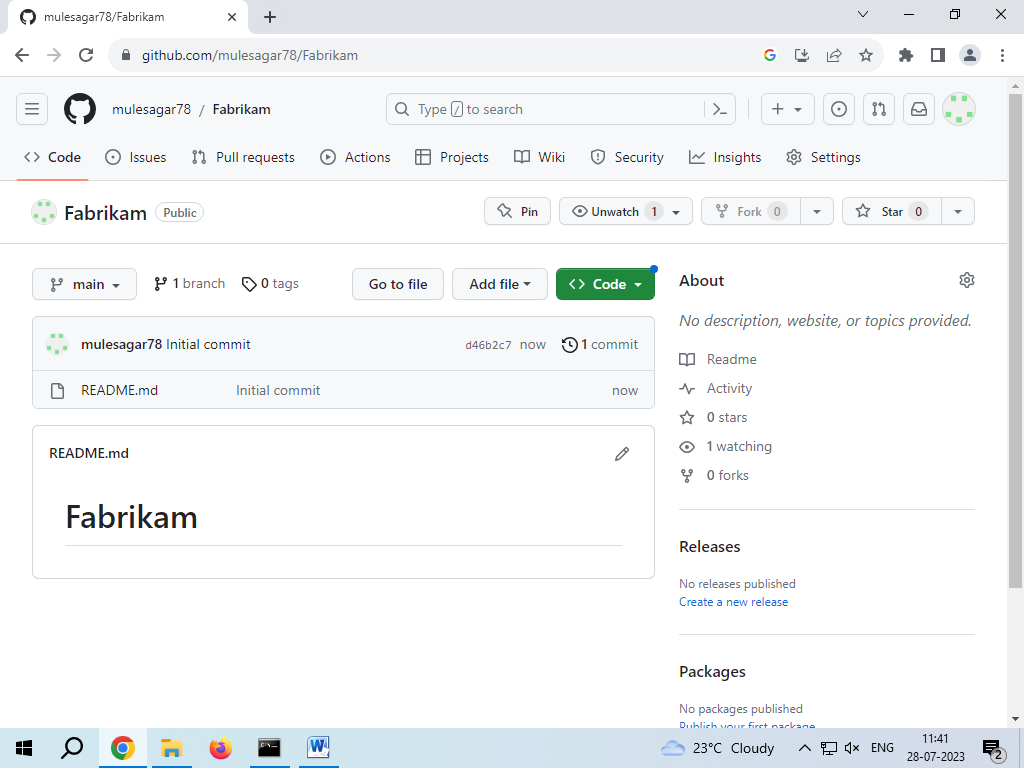 mulesagar78/Fabrikam
github.com/mulesagar78/Fabrikam
mulesagar78 / Fabrikam
Type / to search
Code Issues Pull requests Actions Projects Wiki Security Insights Settings
Fabrikam Public
Pin Unwatch 1 Fork 0 Star 0
main 1 branch 0 tags Go to file Add file Code
mulesagar78 Initial commit d46b2c7 now 1 commit
README.md Initial commit now
README.md
Fabrikam
About
No description, website, or topics provided.
Readme
Activity
0 stars
1 watching
0 forks
Releases
No releases published
Create a new release
Packages
No packages published
Publish your first package
23°C Cloudy ENG 11:41
28-07-2023
2